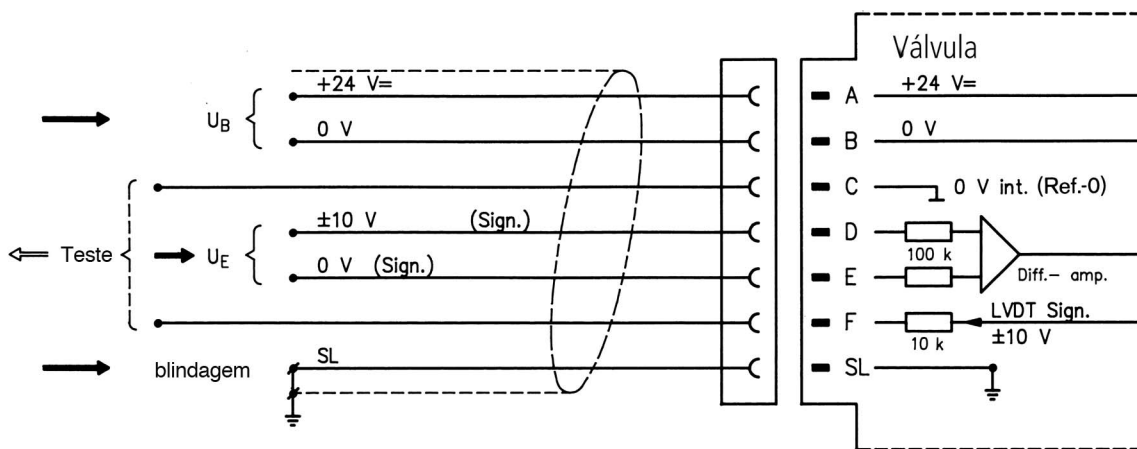 Válvula
+24 V=
A
+24 V=
U_B
0 V
B
0 V
C
0 V int. (Ref.-0)
±10 V
(Sign.)
D
100 k
Teste
U_E
0 V
(Sign.)
E
Diff.- amp.
F
LVDT Sign.
10 k
±10 V
blindagem
SL
SL